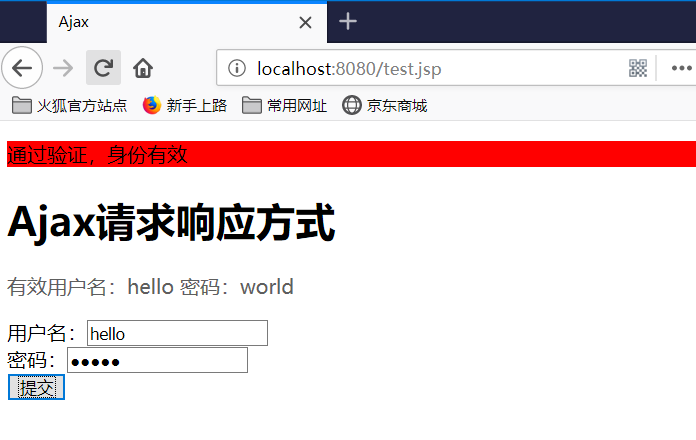 Ajax
localhost:8080/test.jsp
火狐官方站点 新手上路 常用网址 京东商城
通过验证，身份有效
Ajax请求响应方式
有效用户名：hello 密码：world
用户名：hello
密码：●●●●●
提交